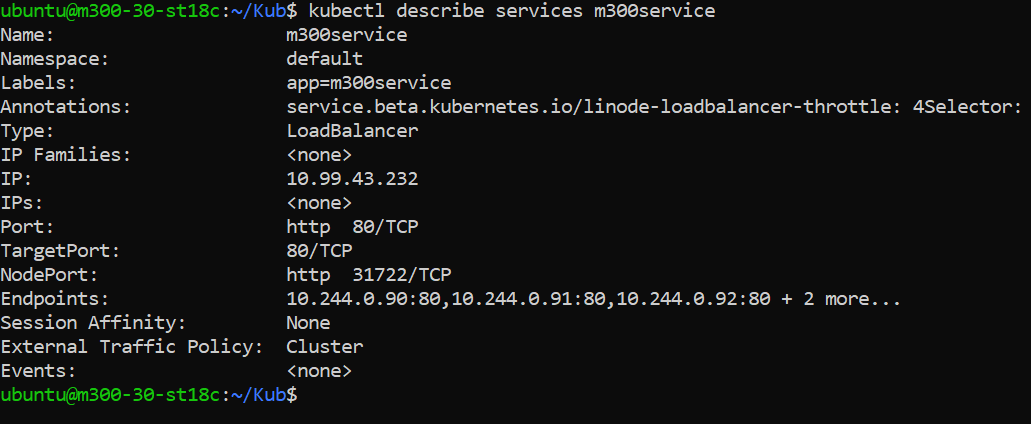 ubuntu@m300-30-st18c:~/Kub$ kubectl describe services m300service
Name:                     m300service
Namespace:                default
Labels:                   app=m300service
Annotations:              service.beta.kubernetes.io/linode-loadbalancer-throttle: 4Selector:
Type:                     LoadBalancer
IP Families:              <none>
IP:                       10.99.43.232
IPs:                      <none>
Port:                     http  80/TCP
TargetPort:               80/TCP
NodePort:                 http  31722/TCP
Endpoints:                10.244.0.90:80,10.244.0.91:80,10.244.0.92:80 + 2 more...
Session Affinity:         None
External Traffic Policy:  Cluster
Events:                   <none>
ubuntu@m300-30-st18c:~/Kub$